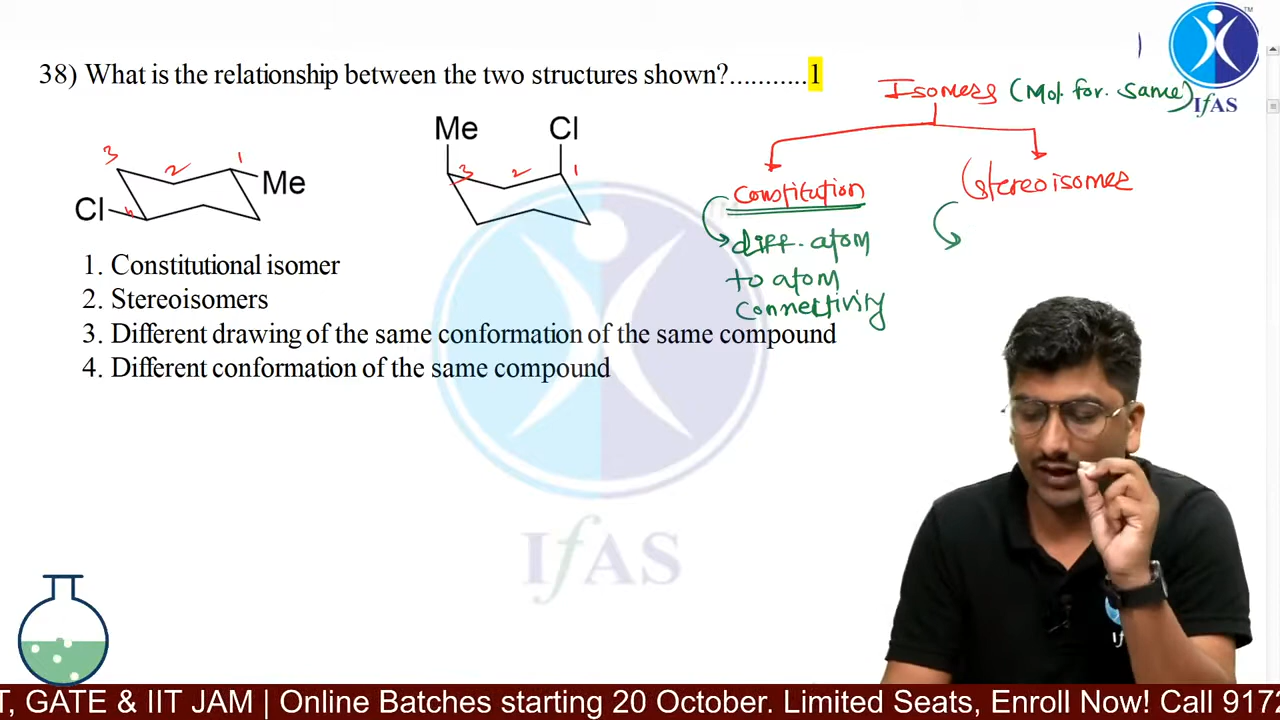 38) What is the relationship between the two structures shown?...........1
Isomers (Mol. for. same)
TM
IfAS
Me
Cl
3
2
1
Me
Cl
4
3
2
1
Constitution
Stereoisomer
diff. atom
to atom
connectivity
1. Constitutional isomer
2. Stereoisomers
3. Different drawing of the same conformation of the same compound
4. Different conformation of the same compound
IfAS
T, GATE & IIT JAM | Online Batches starting 20 October. Limited Seats, Enroll Now! Call 9172